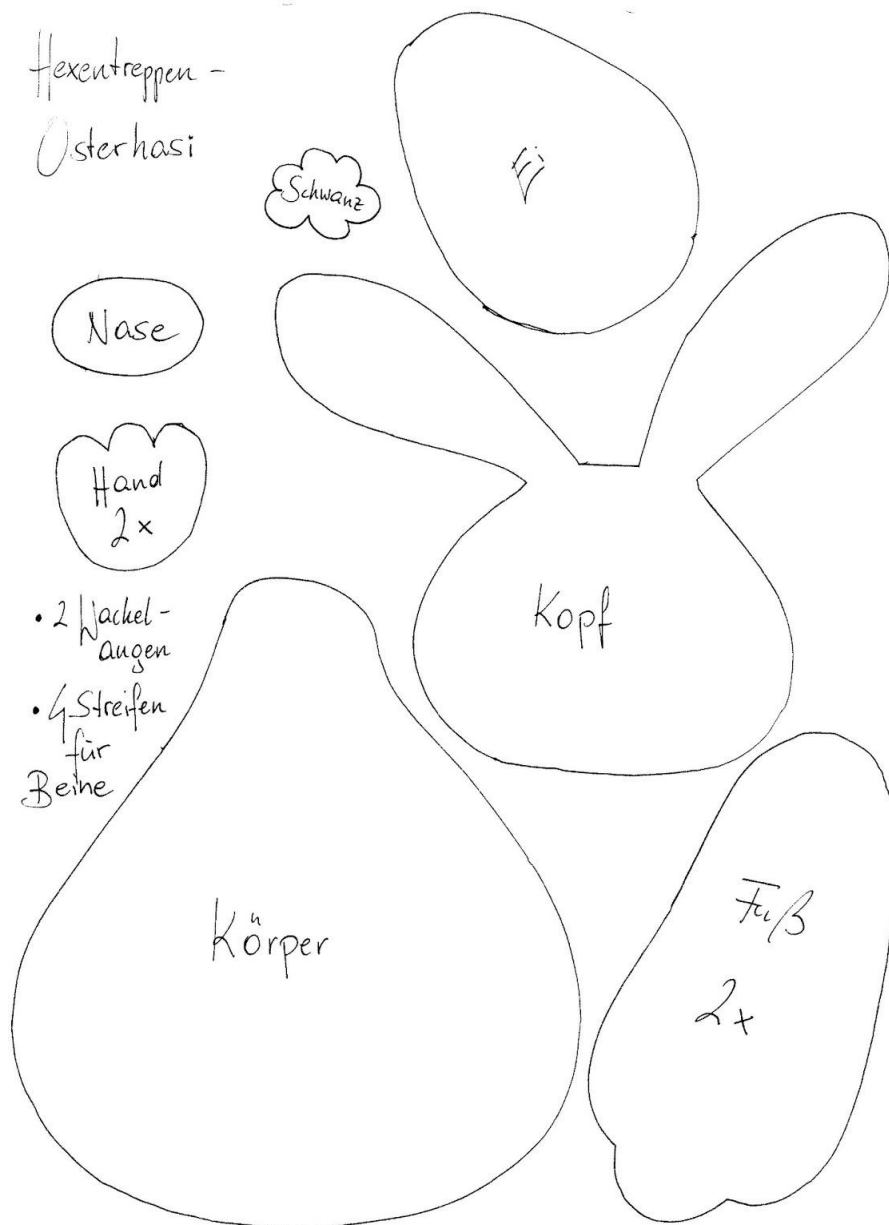 Hexentreppen -
Osterhasi
Ei
Schwanz
Nase
Hand
2x
Kopf
• 2 Wackel-
augen
• 4 Streifen
für
Beine
Körper
Fuß
2x